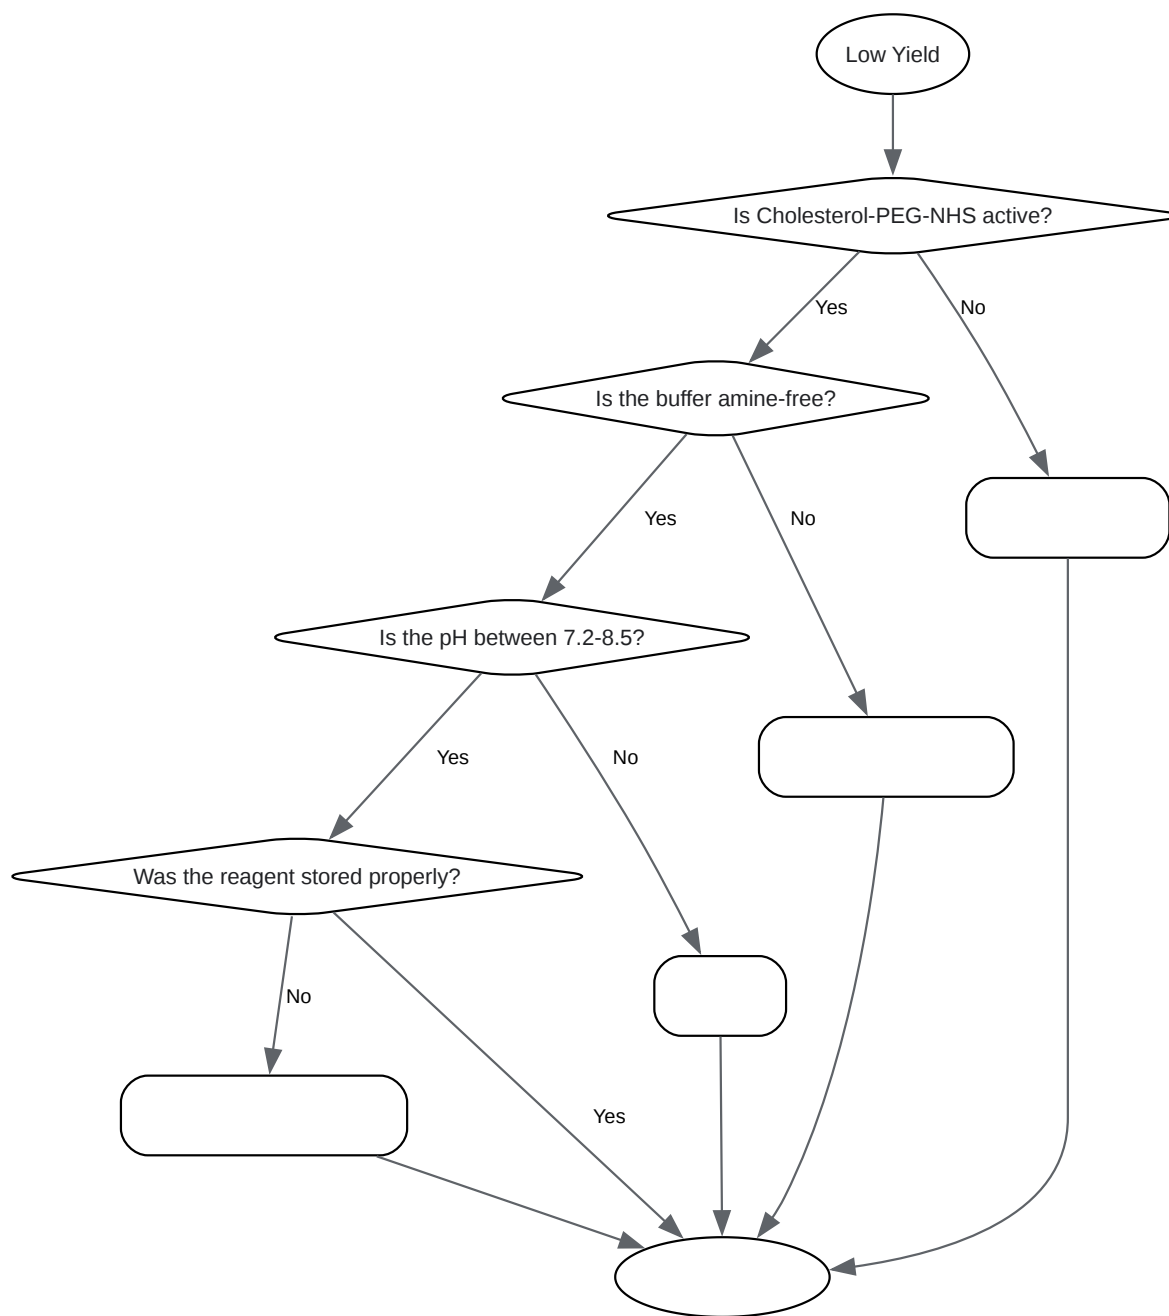 Low Yield
Is Cholesterol-PEG-NHS active?
Yes
No
Is the buffer amine-free?
Yes
No
Is the pH between 7.2-8.5?
Yes
No
Was the reagent stored properly?
No
Yes